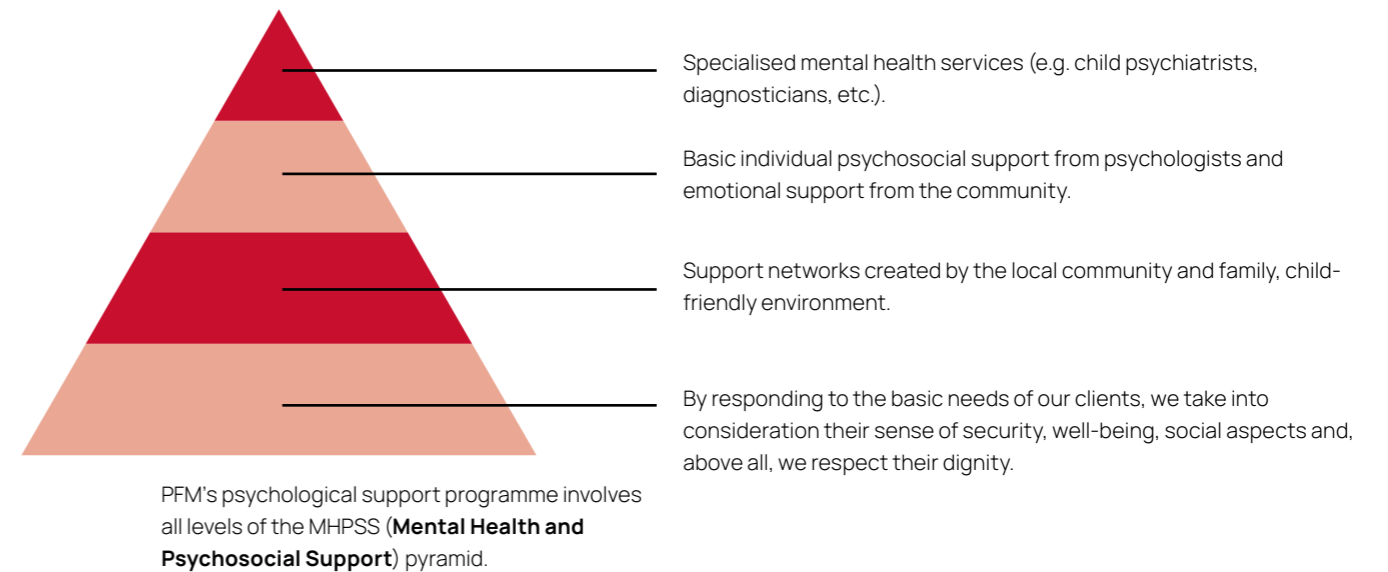 Specialised mental health services (e.g. child psychiatrists,
diagnosticians, etc.).
Basic individual psychosocial support from psychologists and
emotional support from the community.
Support networks created by the local community and family, child-
friendly environment.
By responding to the basic needs of our clients, we take into
consideration their sense of security, well-being, social aspects and,
above all, we respect their dignity.
PFM’s psychological support programme involves
all levels of the MHPSS (Mental Health and
Psychosocial Support) pyramid.